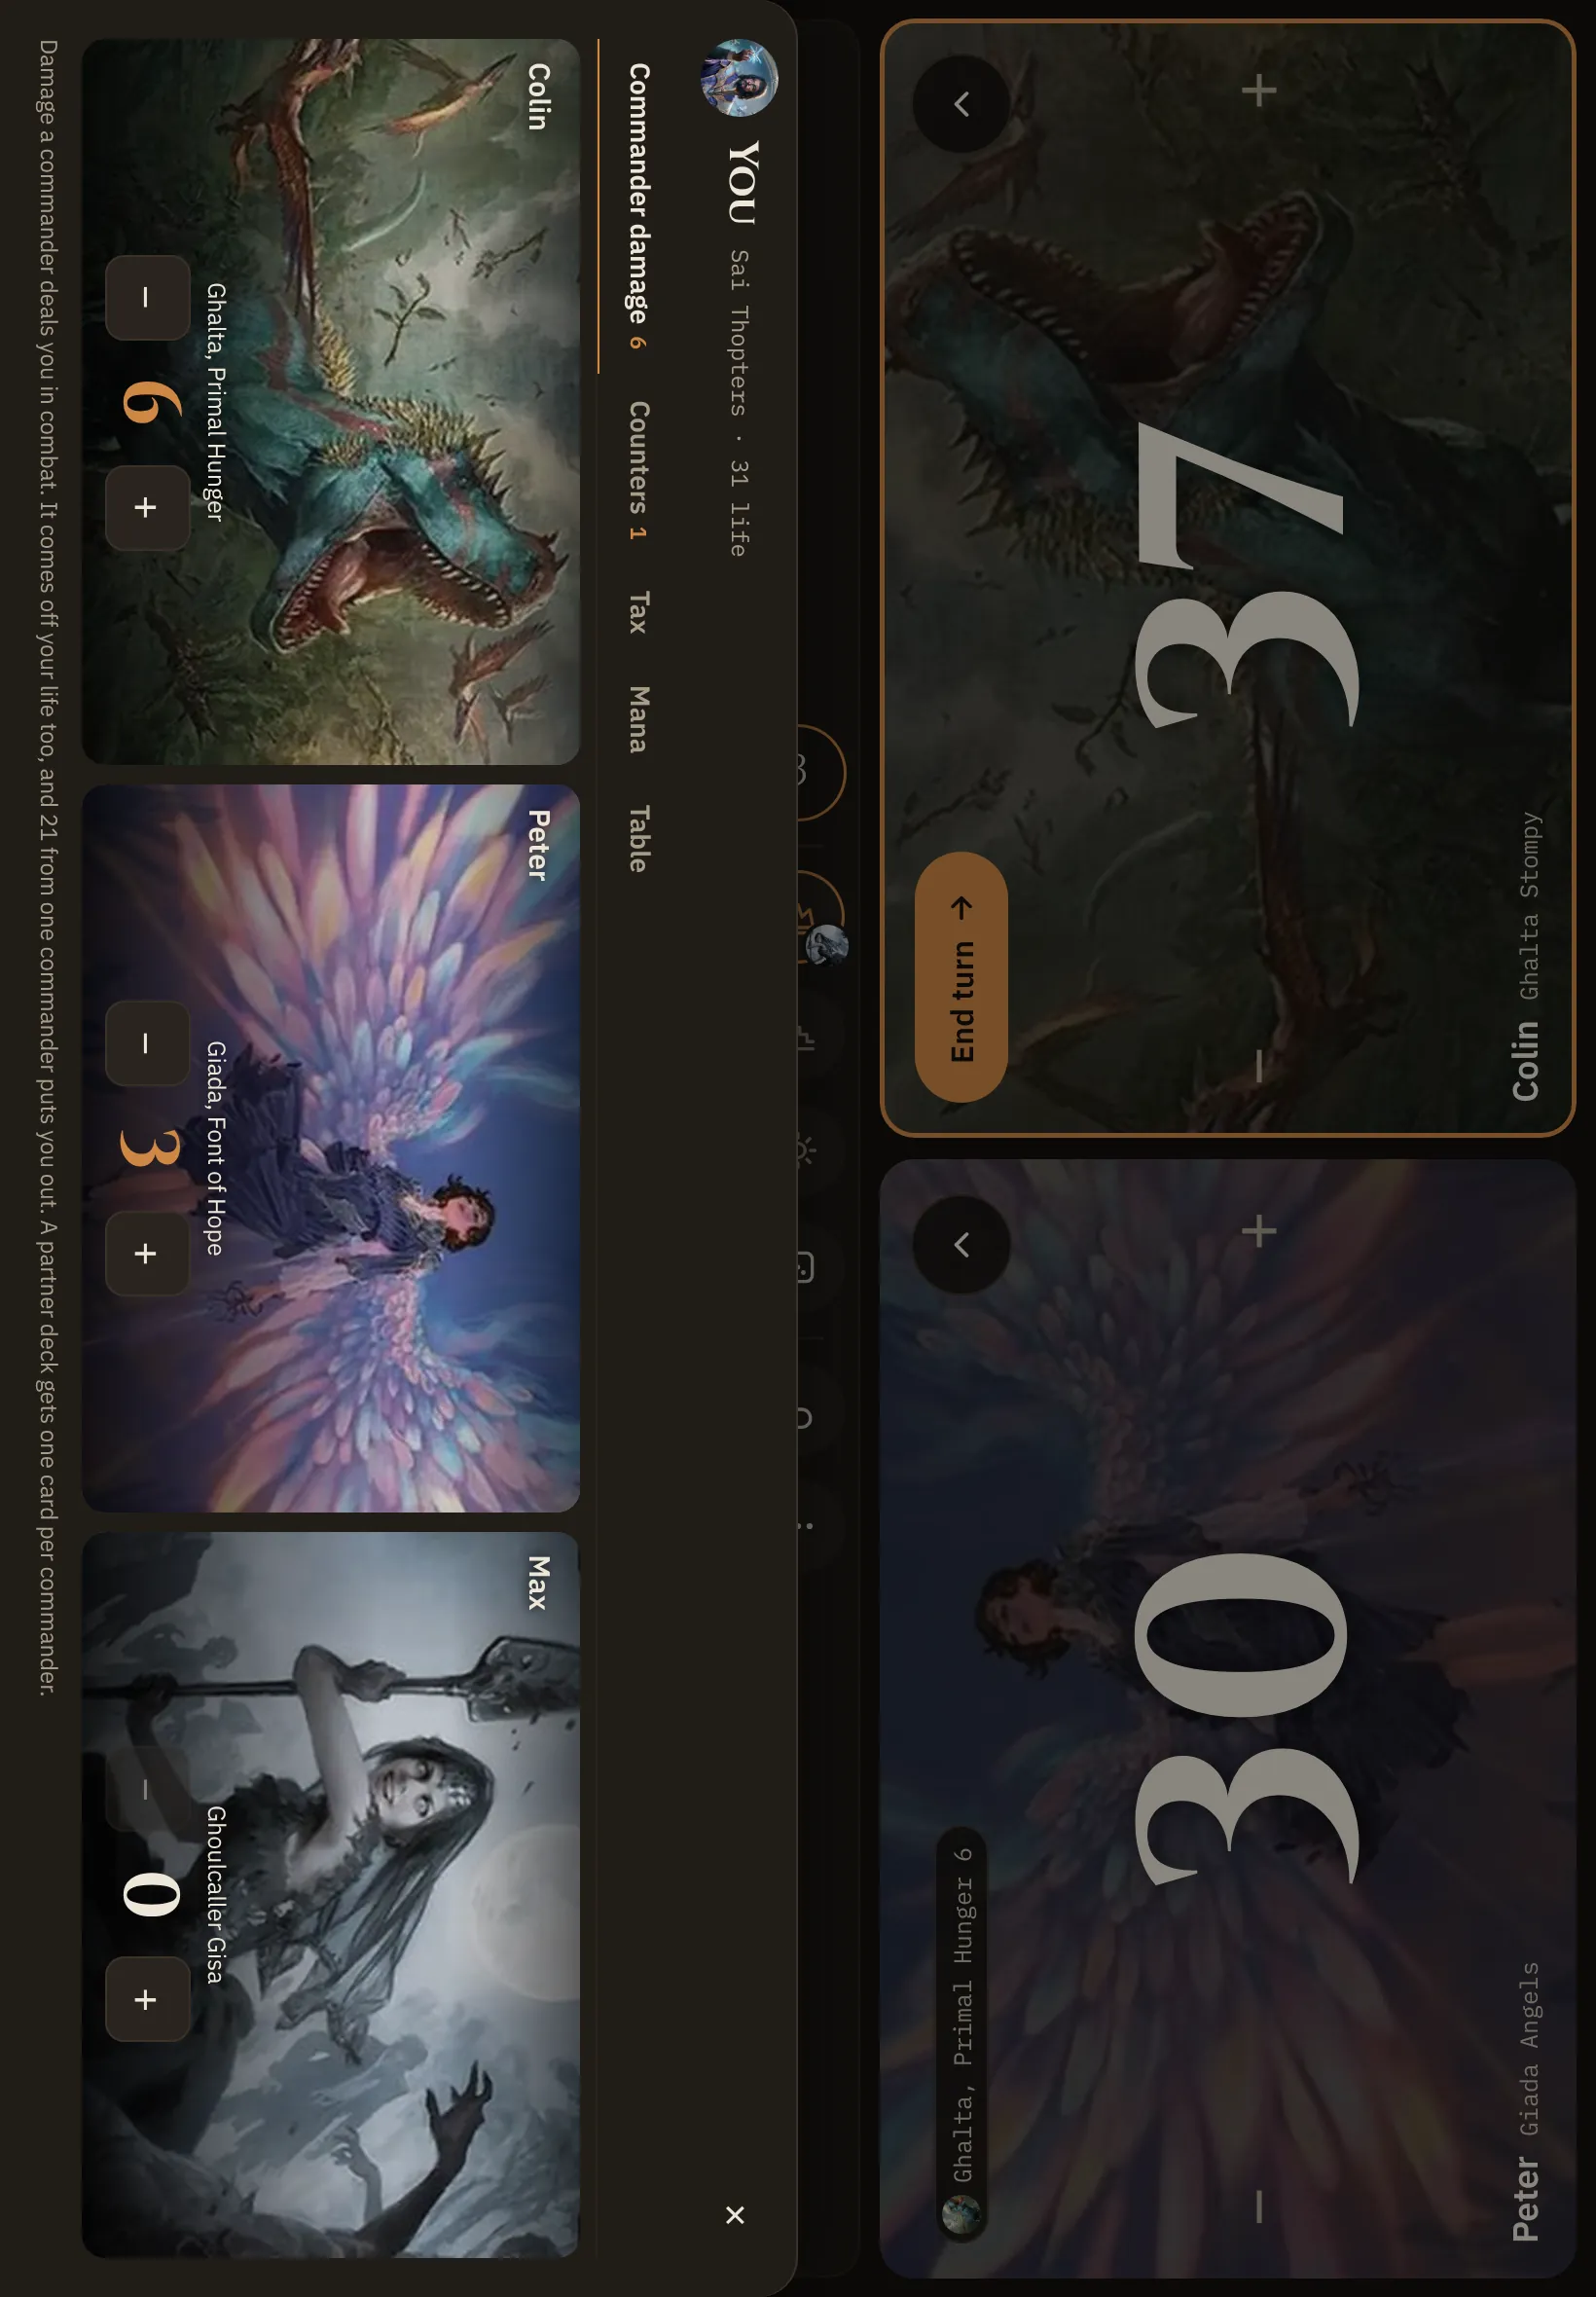 YOU Sai Thopters · 31 life ×
Commander damage 6 Counters 1 Tax Mana Table
Colin
Ghalta, Primal Hunger
− 6 +
Peter
Giada, Font of Hope
− 3 +
Max
Ghoulcaller Gisa
− 0 +
Damage a commander deals you in combat. It comes off your life too, and 21 from one commander puts you out. A partner deck gets one card per commander.
Peter Giada Angels
− 30 +
Ghalta, Primal Hunger 6
Colin Ghalta Stompy
− 37 +
End turn →